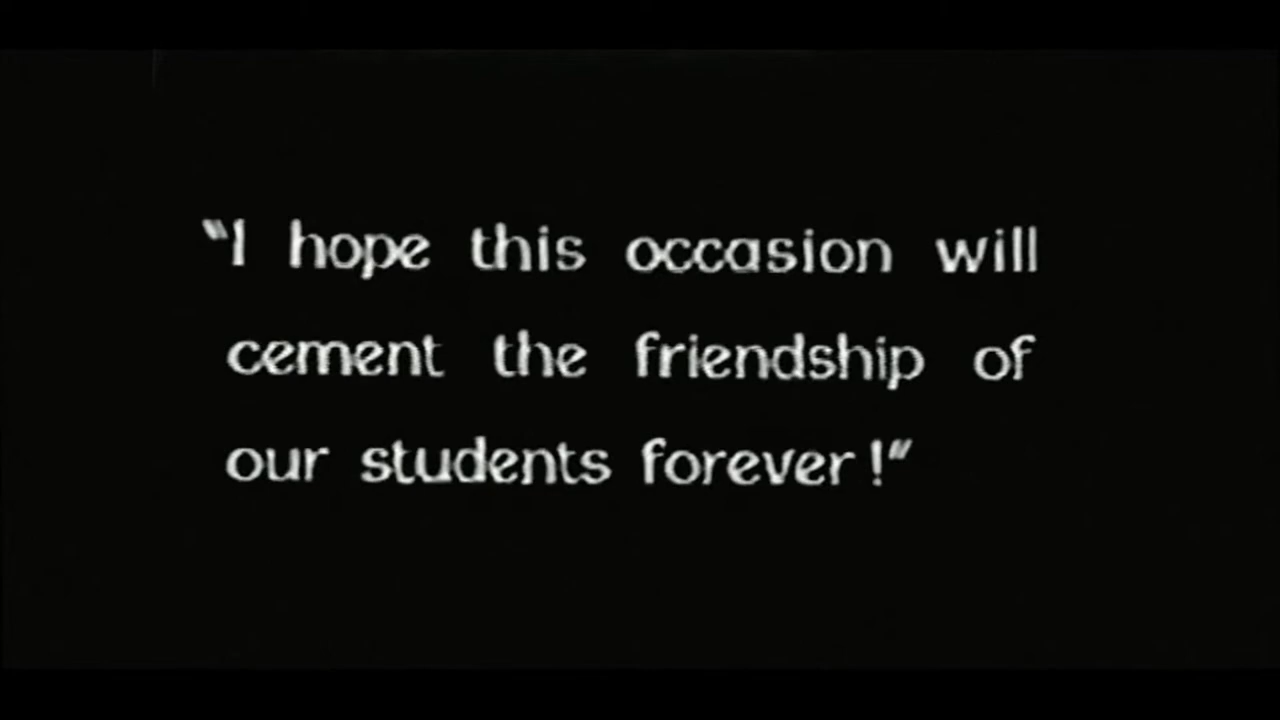 "I hope this occasion will
cement the friendship of
our students forever!"